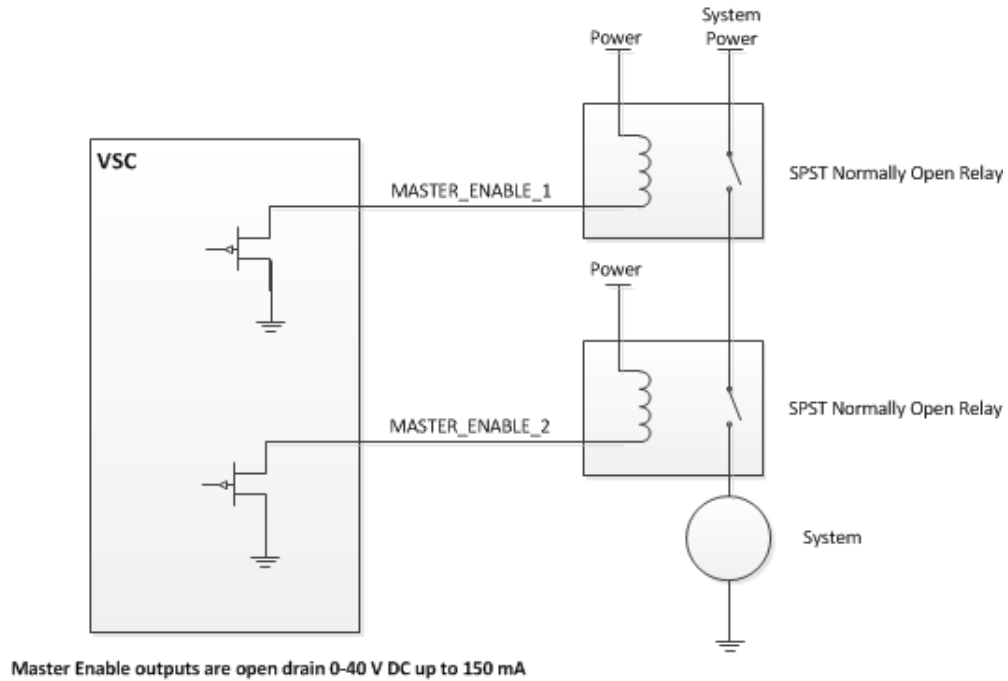 System
Power
Power
VSC
MASTER_ENABLE_1
SPST Normally Open Relay
Power
MASTER_ENABLE_2
SPST Normally Open Relay
System
Master Enable outputs are open drain 0-40 V DC up to 150 mA